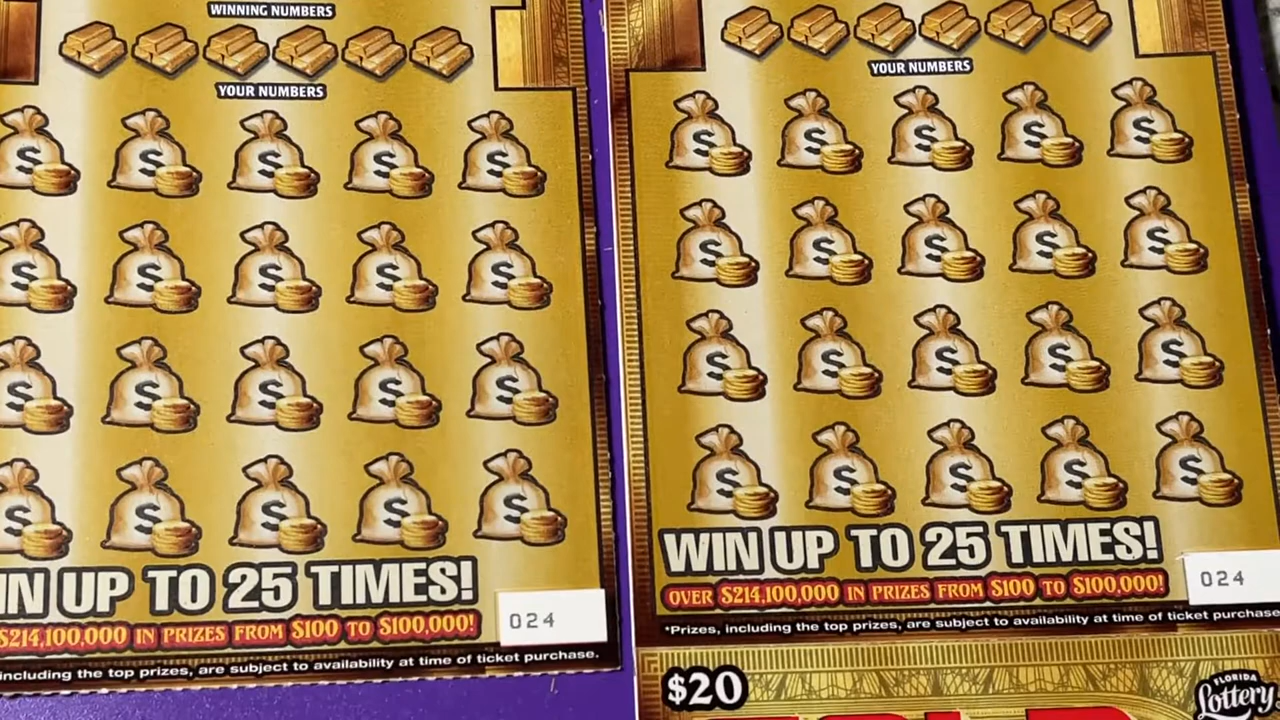 WINNING NUMBERS
YOUR NUMBERS
UP TO 25 TIMES!
$214,100,000 IN PRIZES FROM $100 TO $100,000!
024
including the top prizes, are subject to availability at time of ticket purchase.
YOUR NUMBERS
WIN UP TO 25 TIMES!
OVER $214,100,000 IN PRIZES FROM $100 TO $100,000!
024
*Prizes, including the top prizes, are subject to availability at time of ticket purchase
$20
FLORIDA
Lottery